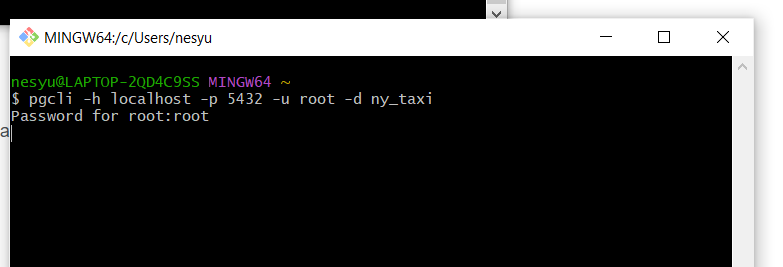 MINGW64:/c/Users/nesyu
nesyu@LAPTOP-2QD4C9SS MINGW64 ~
$ pgcli -h localhost -p 5432 -u root -d ny_taxi
Password for root:root
a